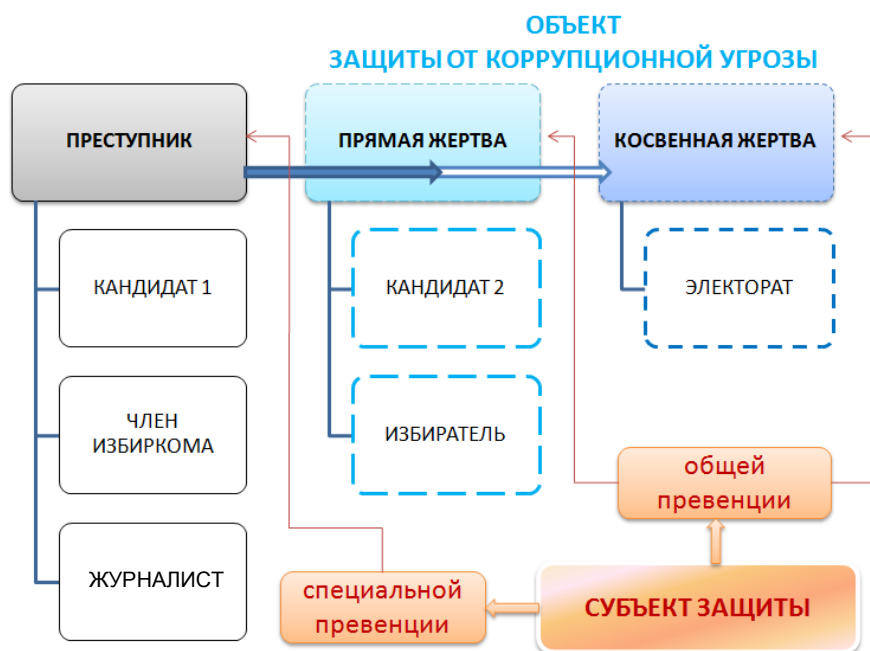 ОБЪЕКТ
ЗАЩИТЫ ОТ КОРРУПЦИОННОЙ УГРОЗЫ
ПРЕСТУПНИК
ПРЯМАЯ ЖЕРТВА
КОСВЕННАЯ ЖЕРТВА
КАНДИДАТ 1
КАНДИДАТ 2
ЭЛЕКТОРАТ
ЧЛЕН
ИЗБИРКОМА
ИЗБИРАТЕЛЬ
общей
превенции
ЖУРНАЛИСТ
специальной
превенции
СУБЪЕКТ ЗАЩИТЫ